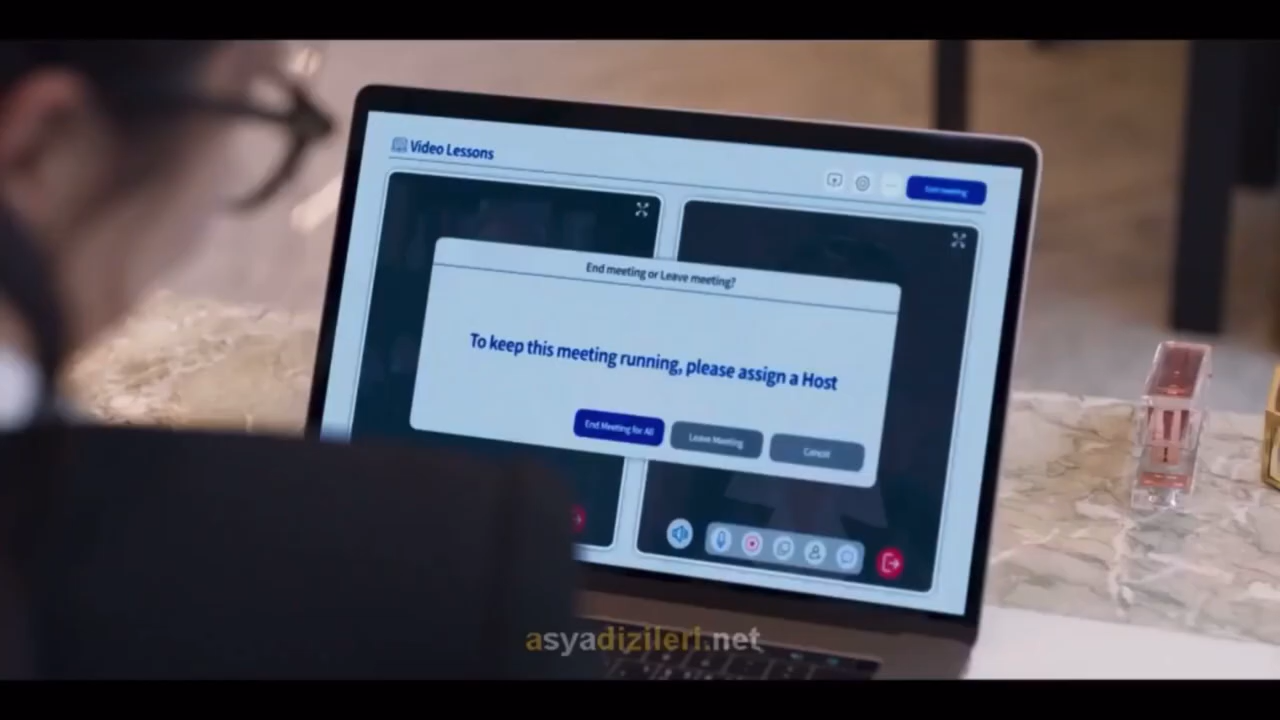 Video Lessons
End meeting
End meeting or Leave meeting?
To keep this meeting running, please assign a Host
End Meeting for All
Leave Meeting
Cancel
asyadizileri.net